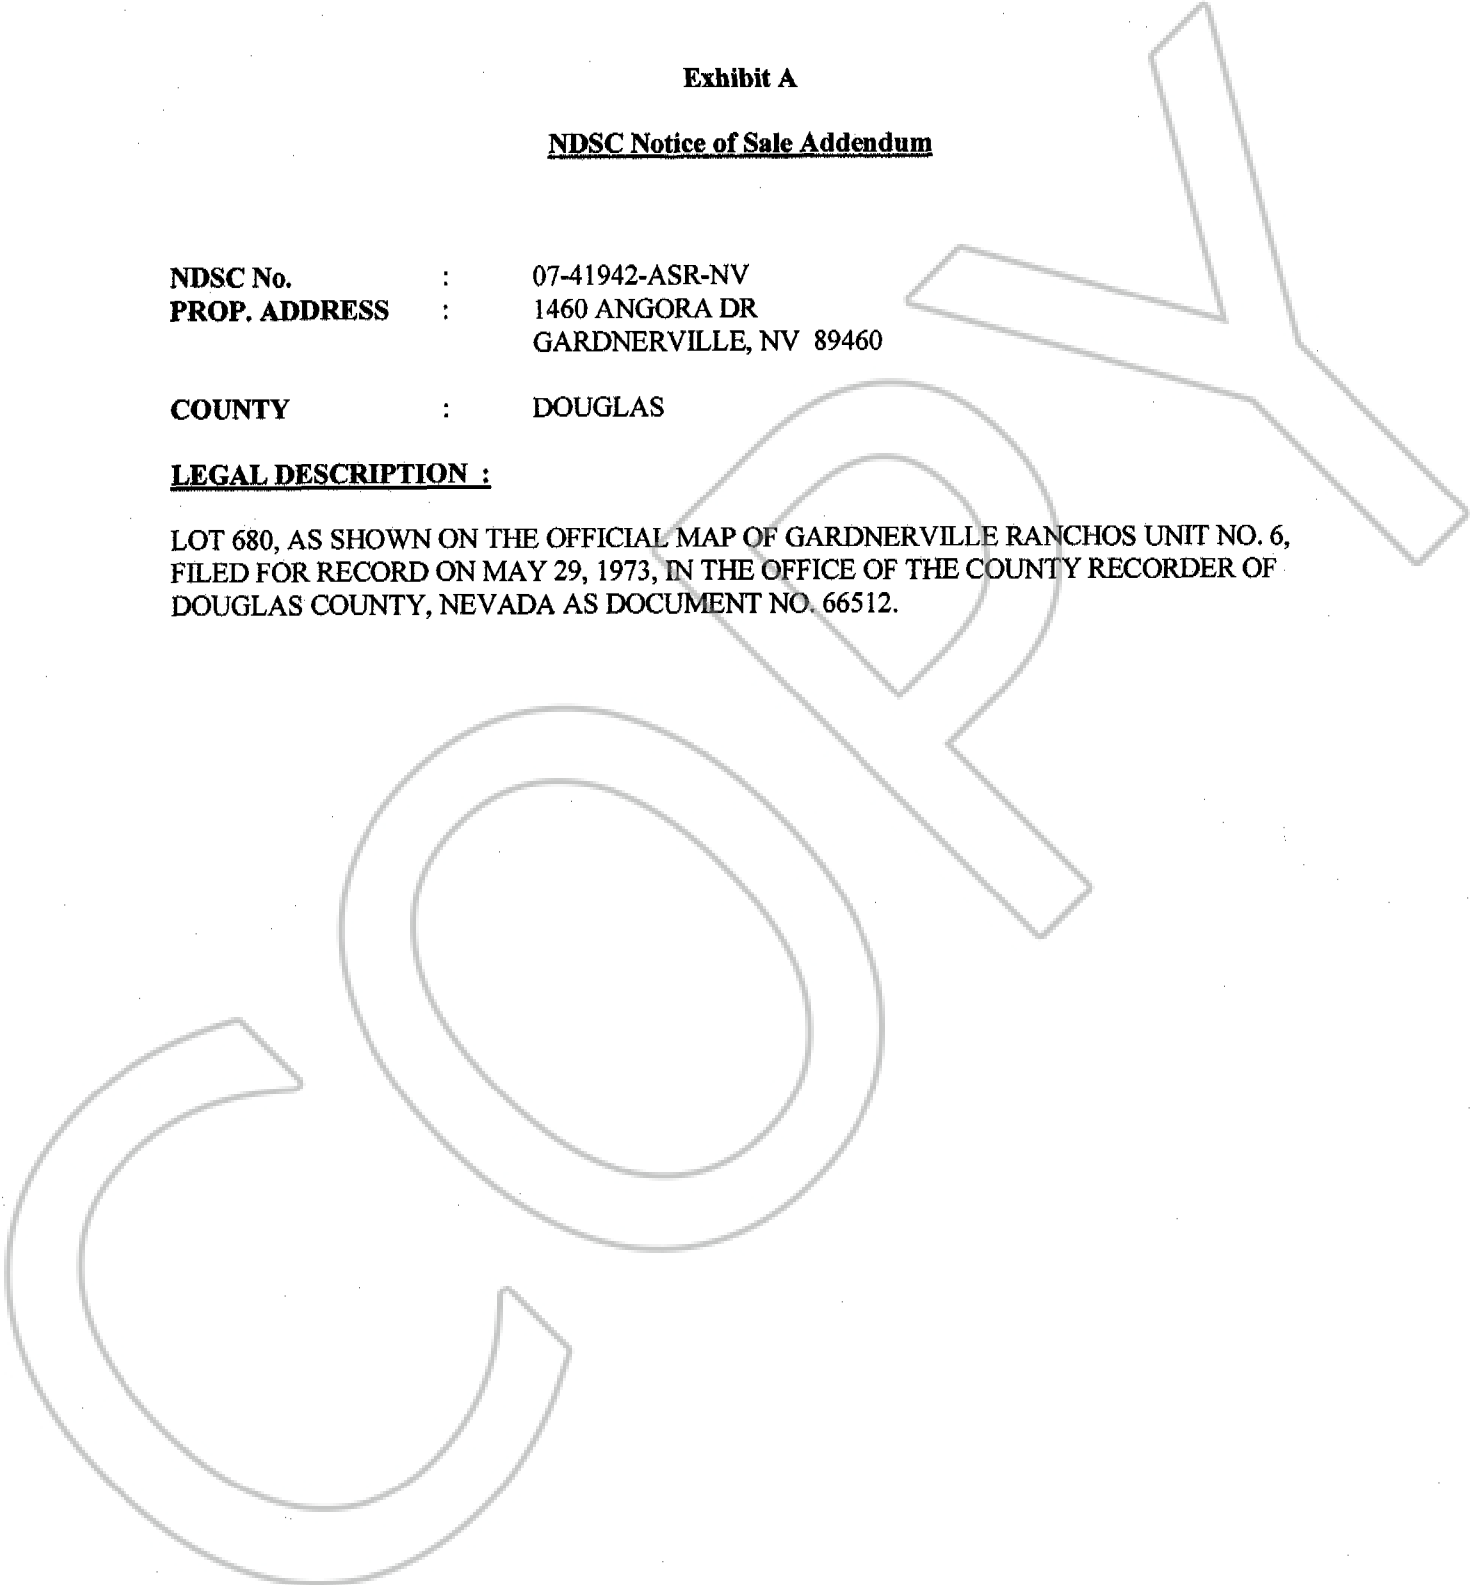 Exhibit A
NDSC Notice of Sale Addendum
NDSC No. : 07-41942-ASR-NV
PROP. ADDRESS : 1460 ANGORA DR
GARDNERVILLE, NV 89460
COUNTY : DOUGLAS
LEGAL DESCRIPTION :
LOT 680, AS SHOWN ON THE OFFICIAL MAP OF GARDNERVILLE RANCHOS UNIT NO. 6,
FILED FOR RECORD ON MAY 29, 1973, IN THE OFFICE OF THE COUNTY RECORDER OF
DOUGLAS COUNTY, NEVADA AS DOCUMENT NO. 66512.
COPY